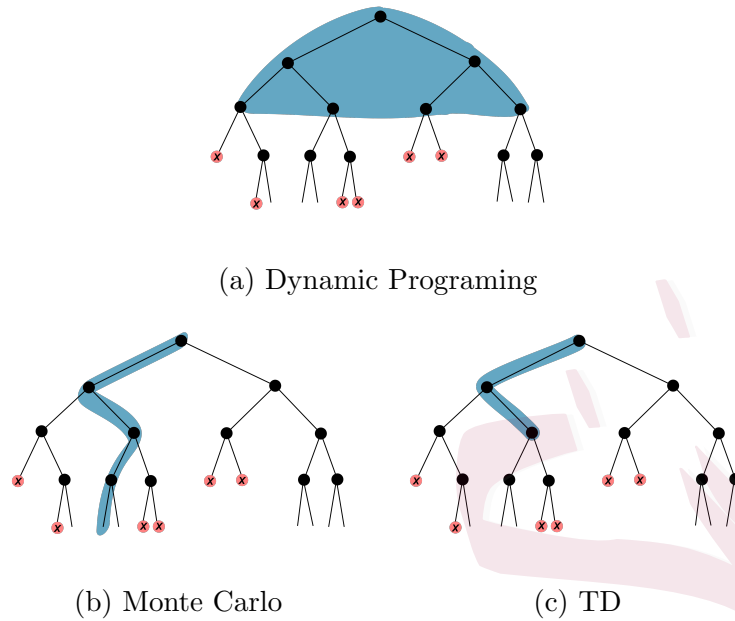 x x x
x x x
(a) Dynamic Programing
x x x x x x
x x x x x x
(b) Monte Carlo (c) TD